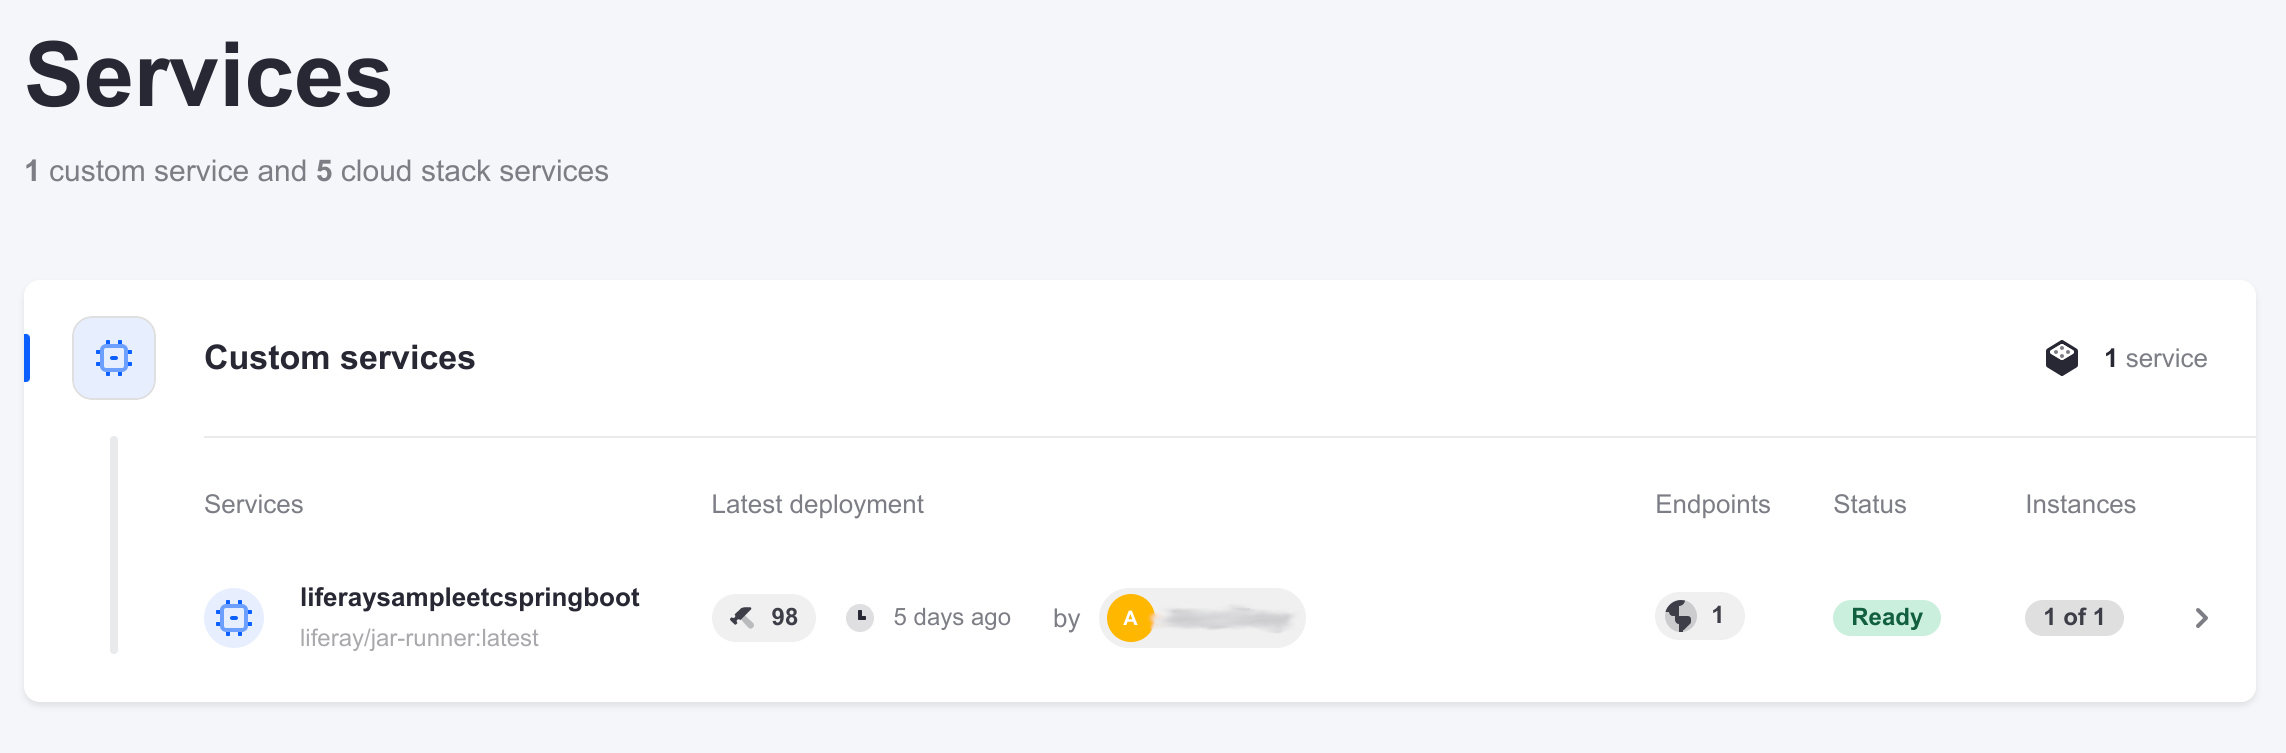 Services
1 custom service and 5 cloud stack services
Custom services
1 service
Services Latest deployment Endpoints Status Instances
liferaysampleetcspringboot
liferay/jar-runner:latest
98 5 days ago by A 1 Ready 1 of 1